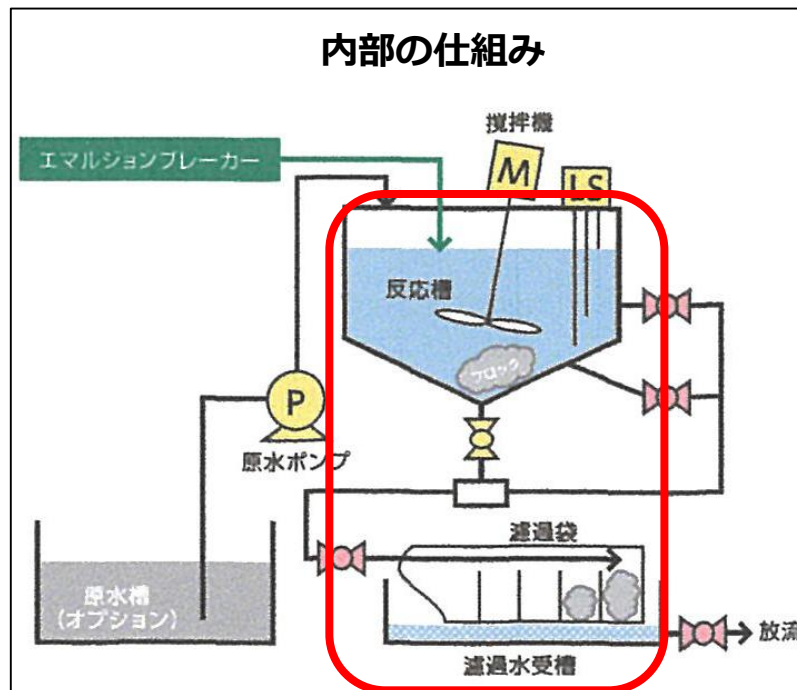 内部の仕組み
撹拌機
エマルションブレーカー
M
LS
反応槽
フロック
P
原水ポンプ
濾過袋
原水槽
(オプション)
放流
濾過水受槽